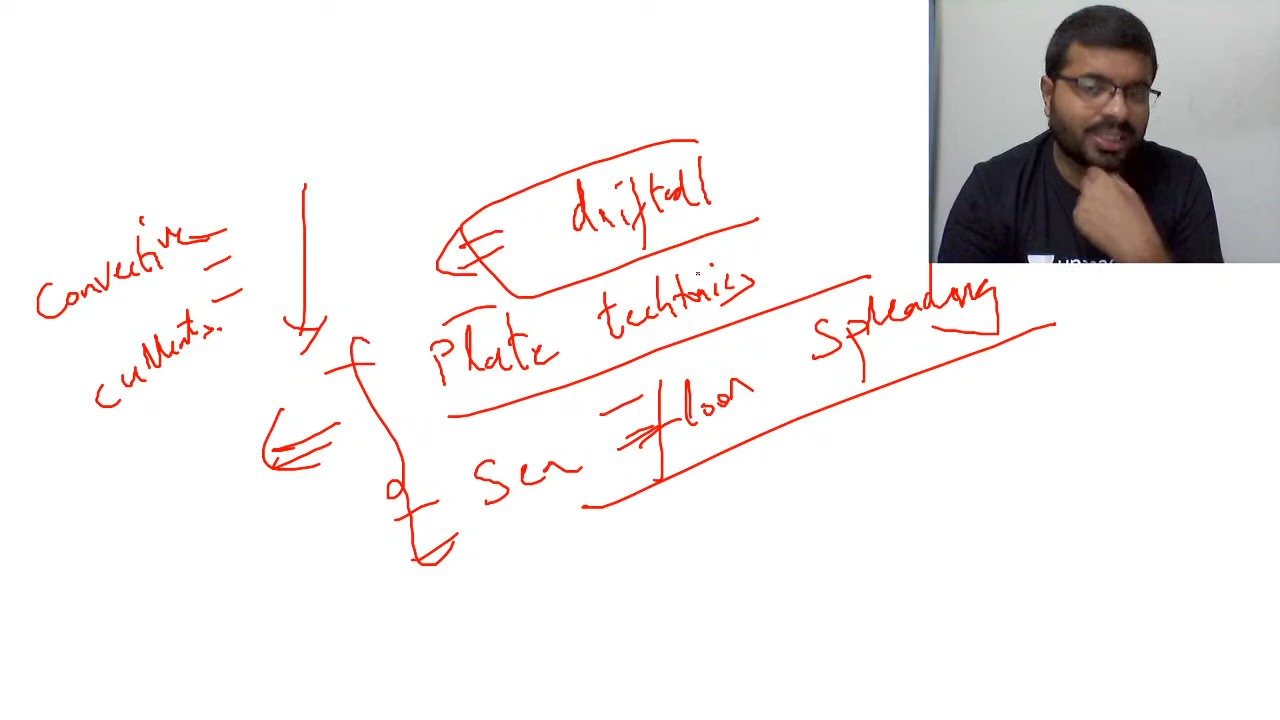 drifted
Convective
currents.
Plate techtonics
Sea floor Spreading